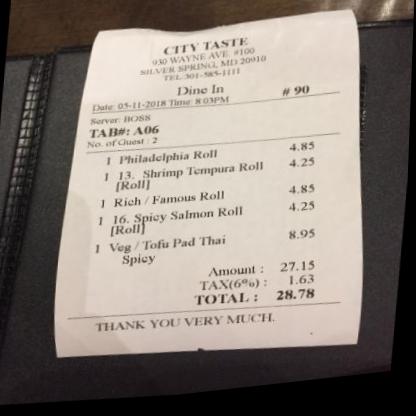 CITY TASTE
930 WAYNE AVE. #100
SILVER SPRING, MD 20910
TEL:301-585-1111
Dine In # 90
Date: 05-11-2018 Time: 8:03PM
Server: BOSS
TAB#: A06
No. of Guest : 2
1 Philadelphia Roll 4.85
1 13. Shrimp Tempura Roll 4.25
[Roll]
1 Rich / Famous Roll 4.85
1 16. Spicy Salmon Roll 4.25
[Roll]
1 Veg / Tofu Pad Thai 8.95
Spicy
Amount : 27.15
TAX(6%) : 1.63
TOTAL : 28.78
THANK YOU VERY MUCH.